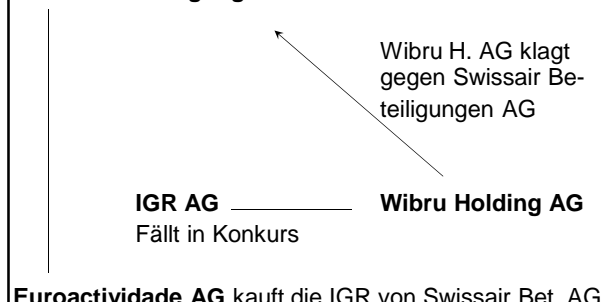 Wibru H. AG klagt
gegen Swissair Be-
teiligungen AG
IGR AG
Wibru Holding AG
Fällt in Konkurs
Euroactividade AG kauft die IGR von Swissair Bet. AG